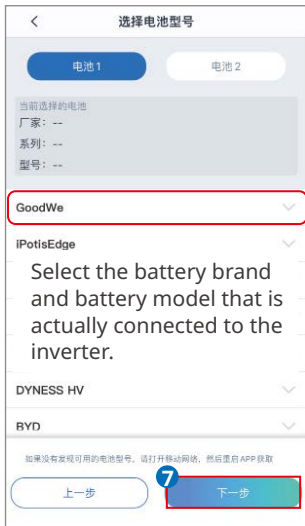 选择电池型号
电池1
电池2
当前选择的电池
厂家: --
系列: --
型号: --
GoodWe
iPotisEdge
Select the battery brand
and battery model that is
actually connected to the
inverter.
DYNESS HV
BYD
如果没有发现可用的电池型号，请打开移动网络，然后重启APP获取
7
上一步
下一步